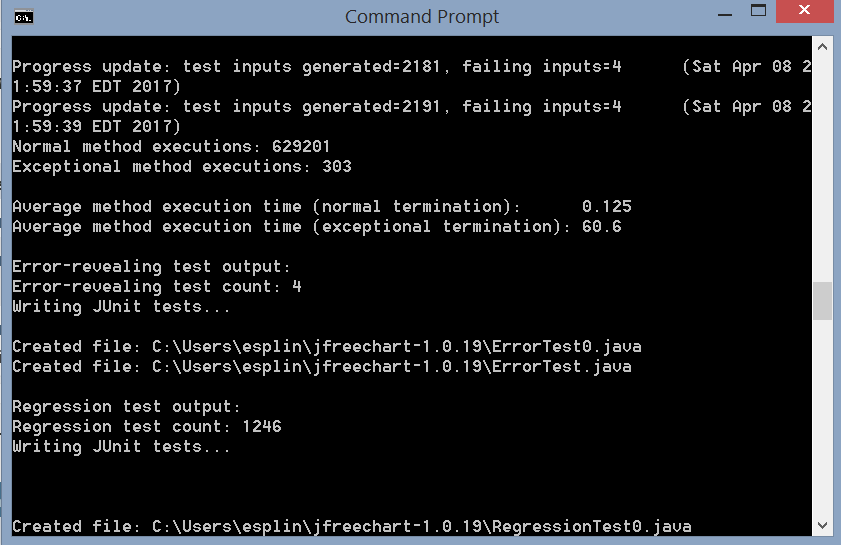 Command Prompt
Progress update: test inputs generated=2181, failing inputs=4      (Sat Apr 08 2
1:59:37 EDT 2017)
Progress update: test inputs generated=2191, failing inputs=4      (Sat Apr 08 2
1:59:39 EDT 2017)
Normal method executions: 629201
Exceptional method executions: 303
Average method execution time (normal termination):      0.125
Average method execution time (exceptional termination): 60.6
Error-revealing test output:
Error-revealing test count: 4
Writing JUnit tests...
Created file: C:\Users\esplin\jfreechart-1.0.19\ErrorTest0.java
Created file: C:\Users\esplin\jfreechart-1.0.19\ErrorTest.java
Regression test output:
Regression test count: 1246
Writing JUnit tests...
Created file: C:\Users\esplin\jfreechart-1.0.19\RegressionTest0.java